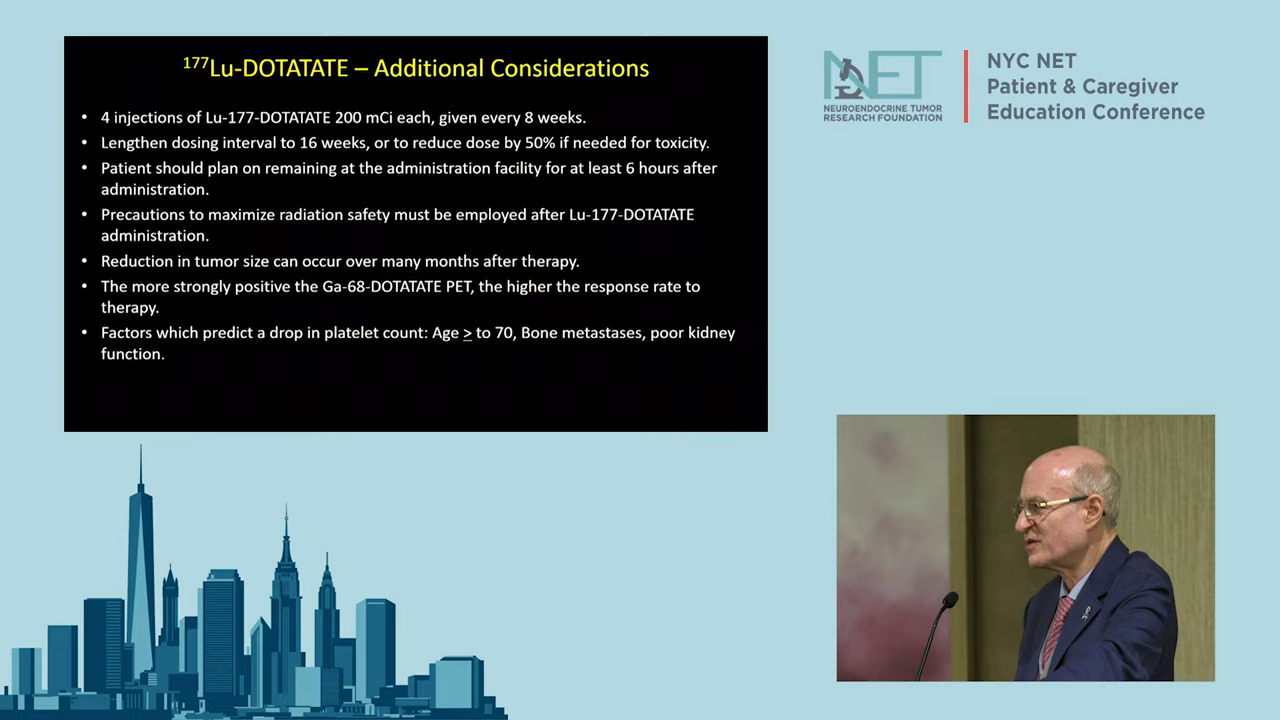 ¹⁷⁷Lu-DOTATATE – Additional Considerations
• 4 injections of Lu-177-DOTATATE 200 mCi each, given every 8 weeks.
• Lengthen dosing interval to 16 weeks, or to reduce dose by 50% if needed for toxicity.
• Patient should plan on remaining at the administration facility for at least 6 hours after
administration.
• Precautions to maximize radiation safety must be employed after Lu-177-DOTATATE
administration.
• Reduction in tumor size can occur over many months after therapy.
• The more strongly positive the Ga-68-DOTATATE PET, the higher the response rate to
therapy.
• Factors which predict a drop in platelet count: Age ≥ to 70, Bone metastases, poor kidney
function.
NET
NEUROENDOCRINE TUMOR
RESEARCH FOUNDATION
NYC NET
Patient & Caregiver
Education Conference